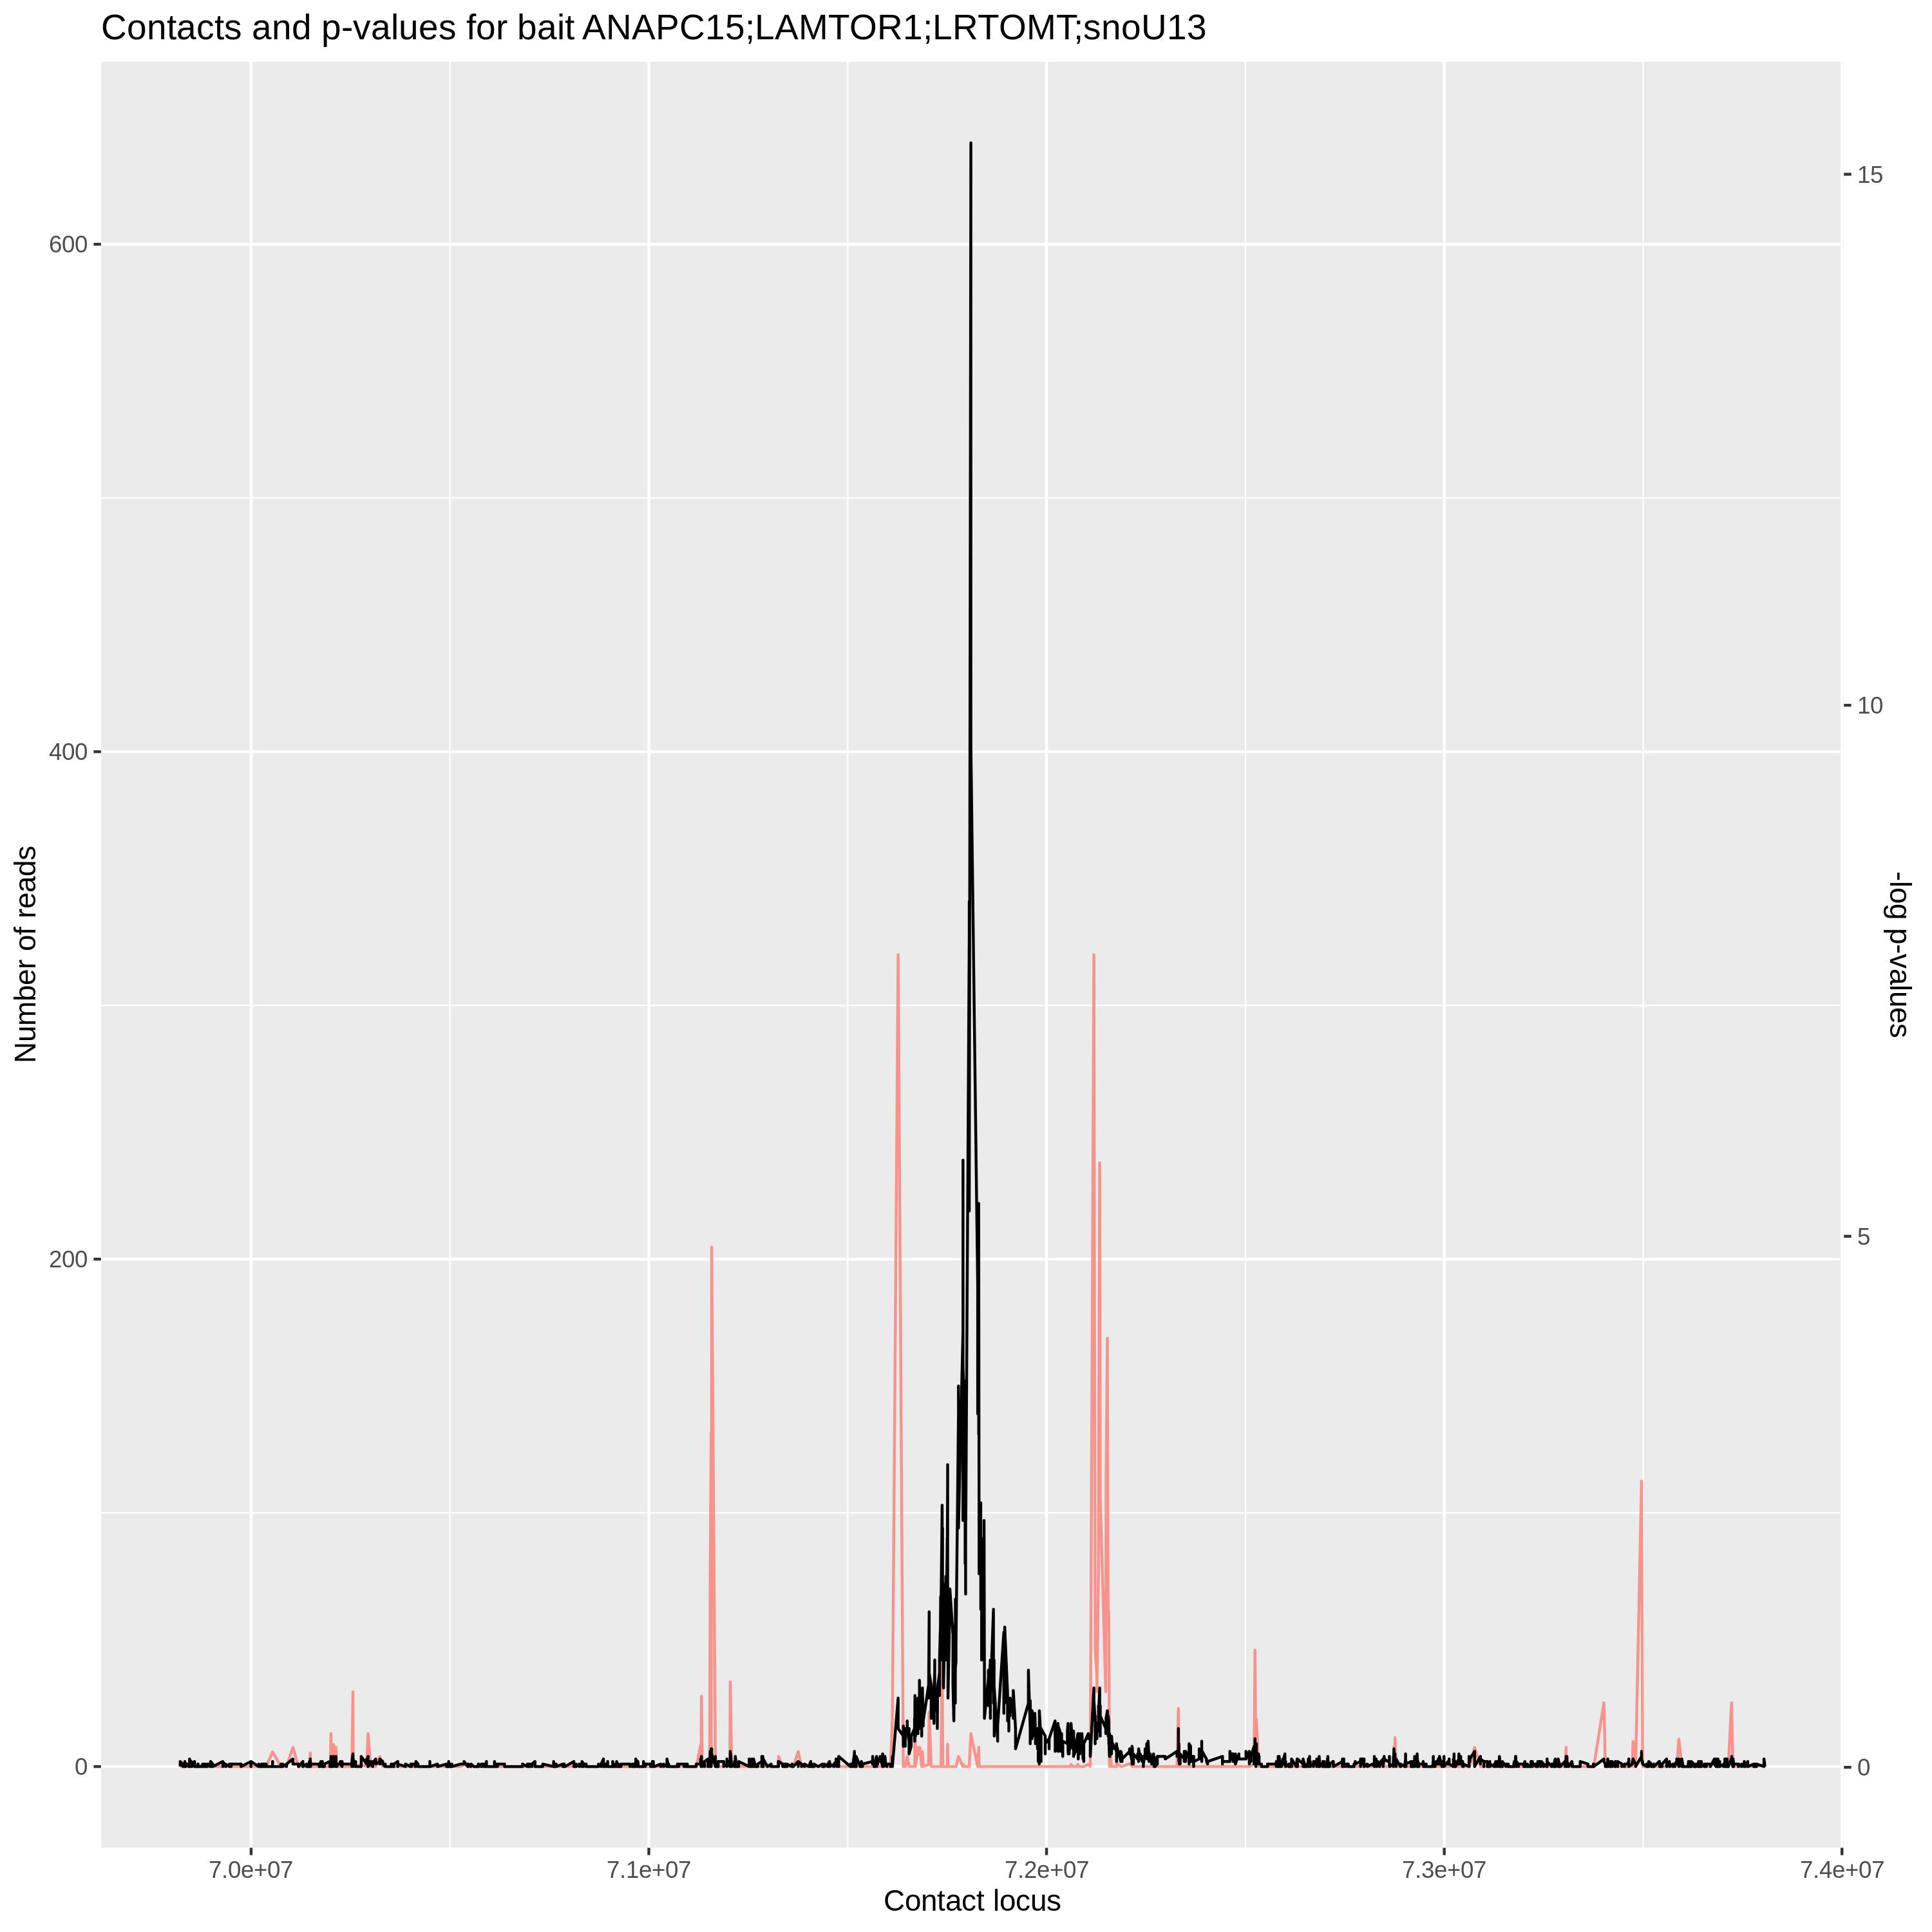 Contacts and p-values for bait ANAPC15;LAMTOR1;LRTOMT;snoU13
Number of reads
600
400
200
0
15
10
5
0
-log p-values
7.0e+07
7.1e+07
7.2e+07
7.3e+07
7.4e+07
Contact locus